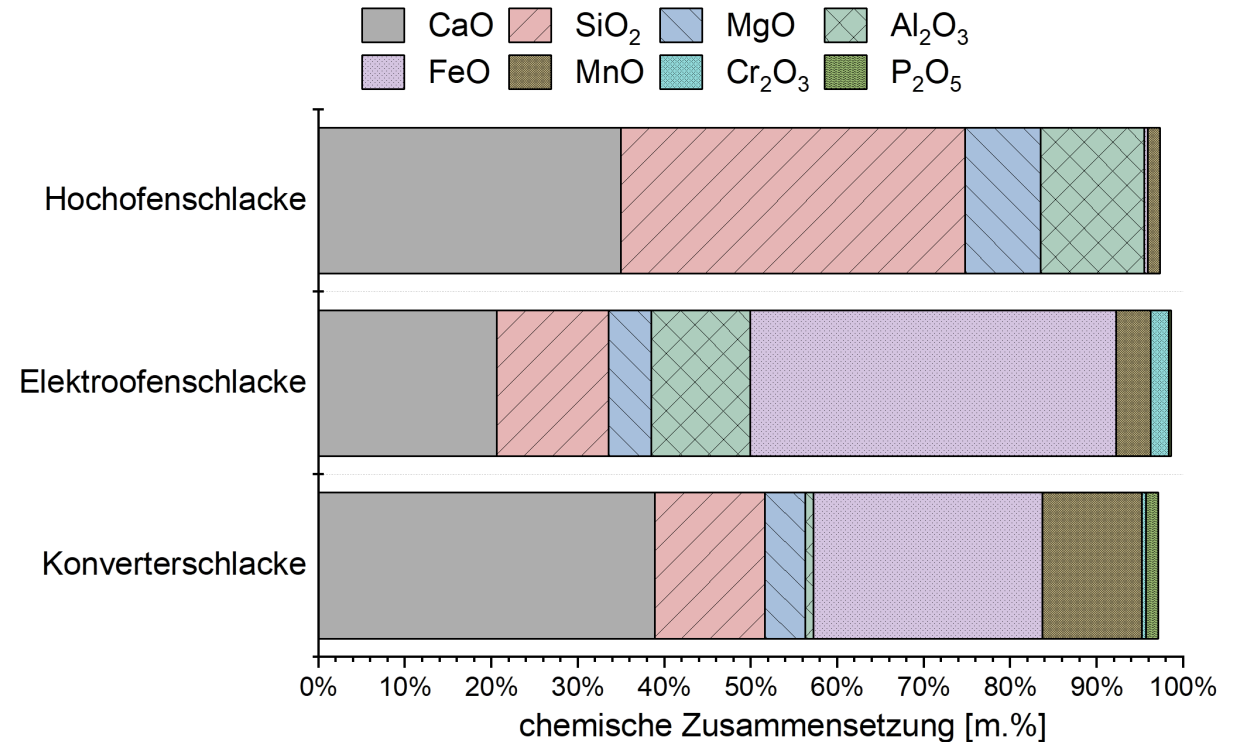 CaO SiO₂ MgO Al₂O₃
FeO MnO Cr₂O₃ P₂O₅
Hochofenschlacke
Elektroofenschlacke
Konverterschlacke
0% 10% 20% 30% 40% 50% 60% 70% 80% 90% 100%
chemische Zusammensetzung [m.%]